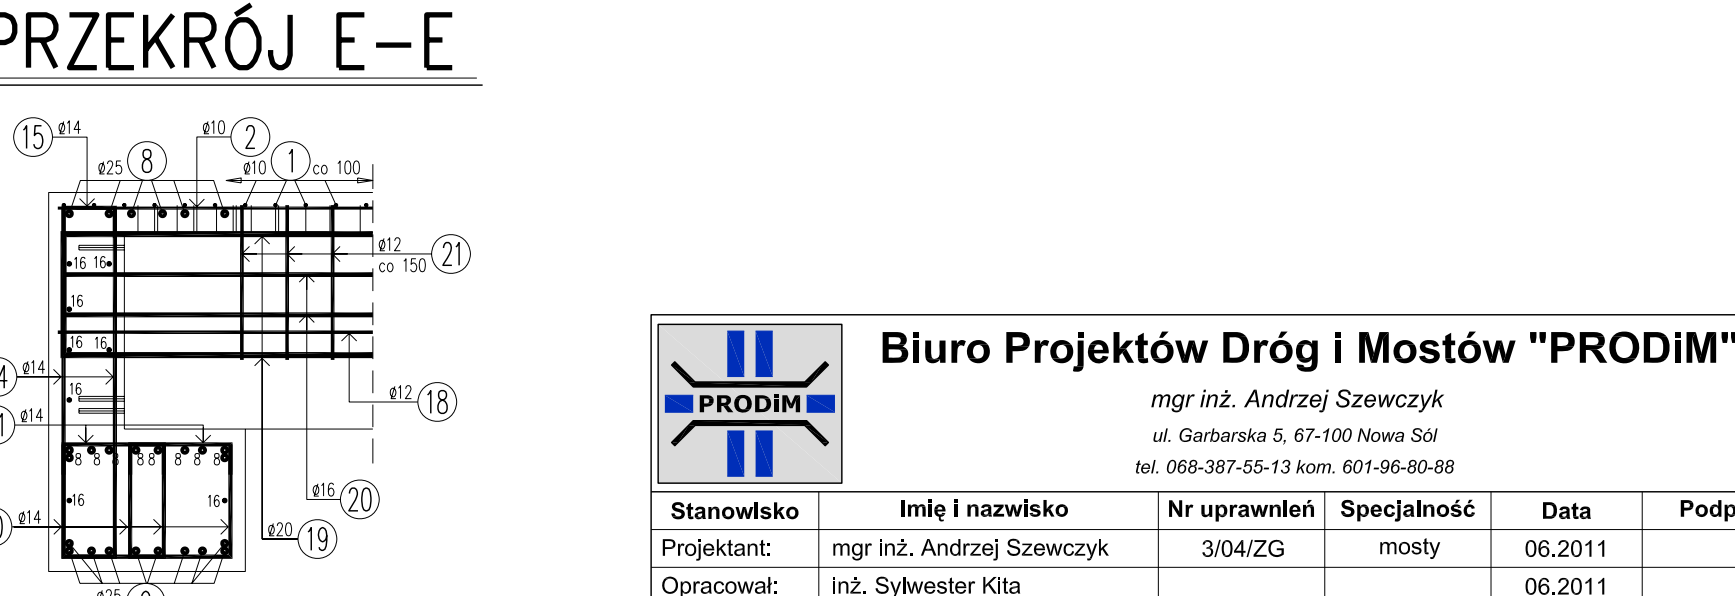 PRZEKRÓJ E-E
15 ø14
ø10 2
ø25 8
ø10 1 co 100
ø12 21
co 150
16 16
16
16 16
ø14
16
ø12 18
ø14
8 8 8 8 8 8 8 8
16 16
ø16 20
ø14
ø20 19
ø25
PRODiM
Biuro Projektów Dróg i Mostów "PRODiM"
mgr inż. Andrzej Szewczyk
ul. Garbarska 5, 67-100 Nowa Sól
tel. 068-387-55-13 kom. 601-96-80-88
Stanowisko Imię i nazwisko Nr uprawnień Specjalność Data Podp
Projektant: mgr inż. Andrzej Szewczyk 3/04/ZG mosty 06.2011
Opracował: inż. Sylwester Kita 06.2011